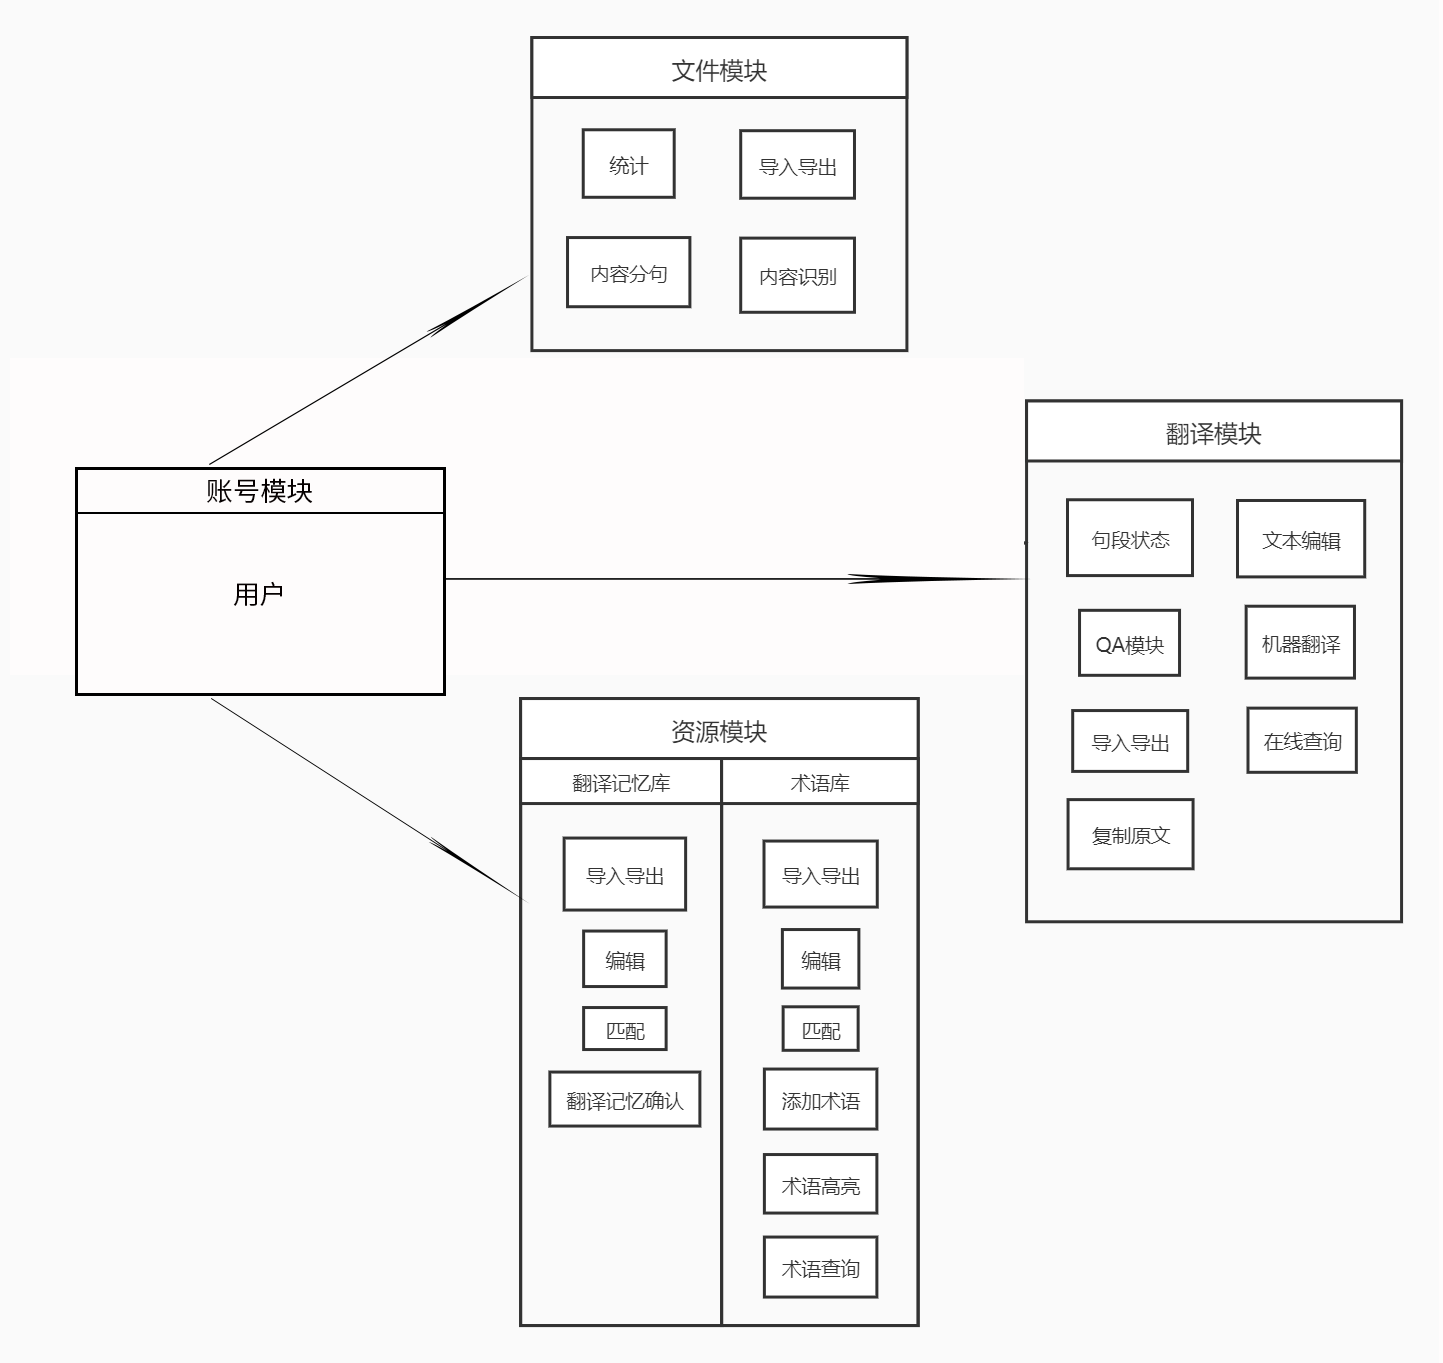 文件模块
统计
导入导出
内容分句
内容识别
账号模块
用户
翻译模块
句段状态
文本编辑
QA模块
机器翻译
导入导出
在线查询
复制原文
资源模块
翻译记忆库
术语库
导入导出
编辑
匹配
翻译记忆确认
导入导出
编辑
匹配
添加术语
术语高亮
术语查询